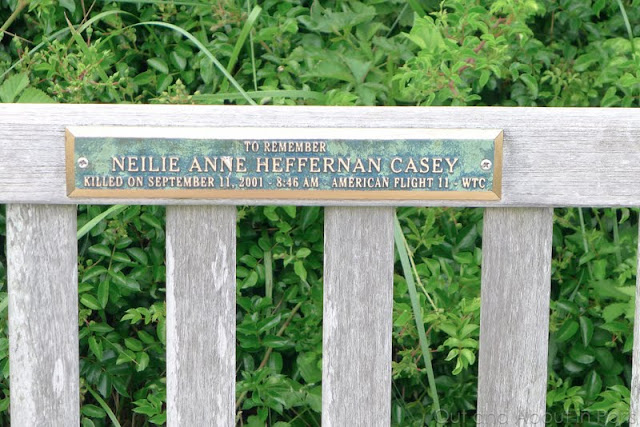 TO REMEMBER
NEILIE ANNE HEFFERNAN CASEY
KILLED ON SEPTEMBER 11, 2001 - 8:46 AM - AMERICAN FLIGHT 11 - WTC
Out and About in Paris